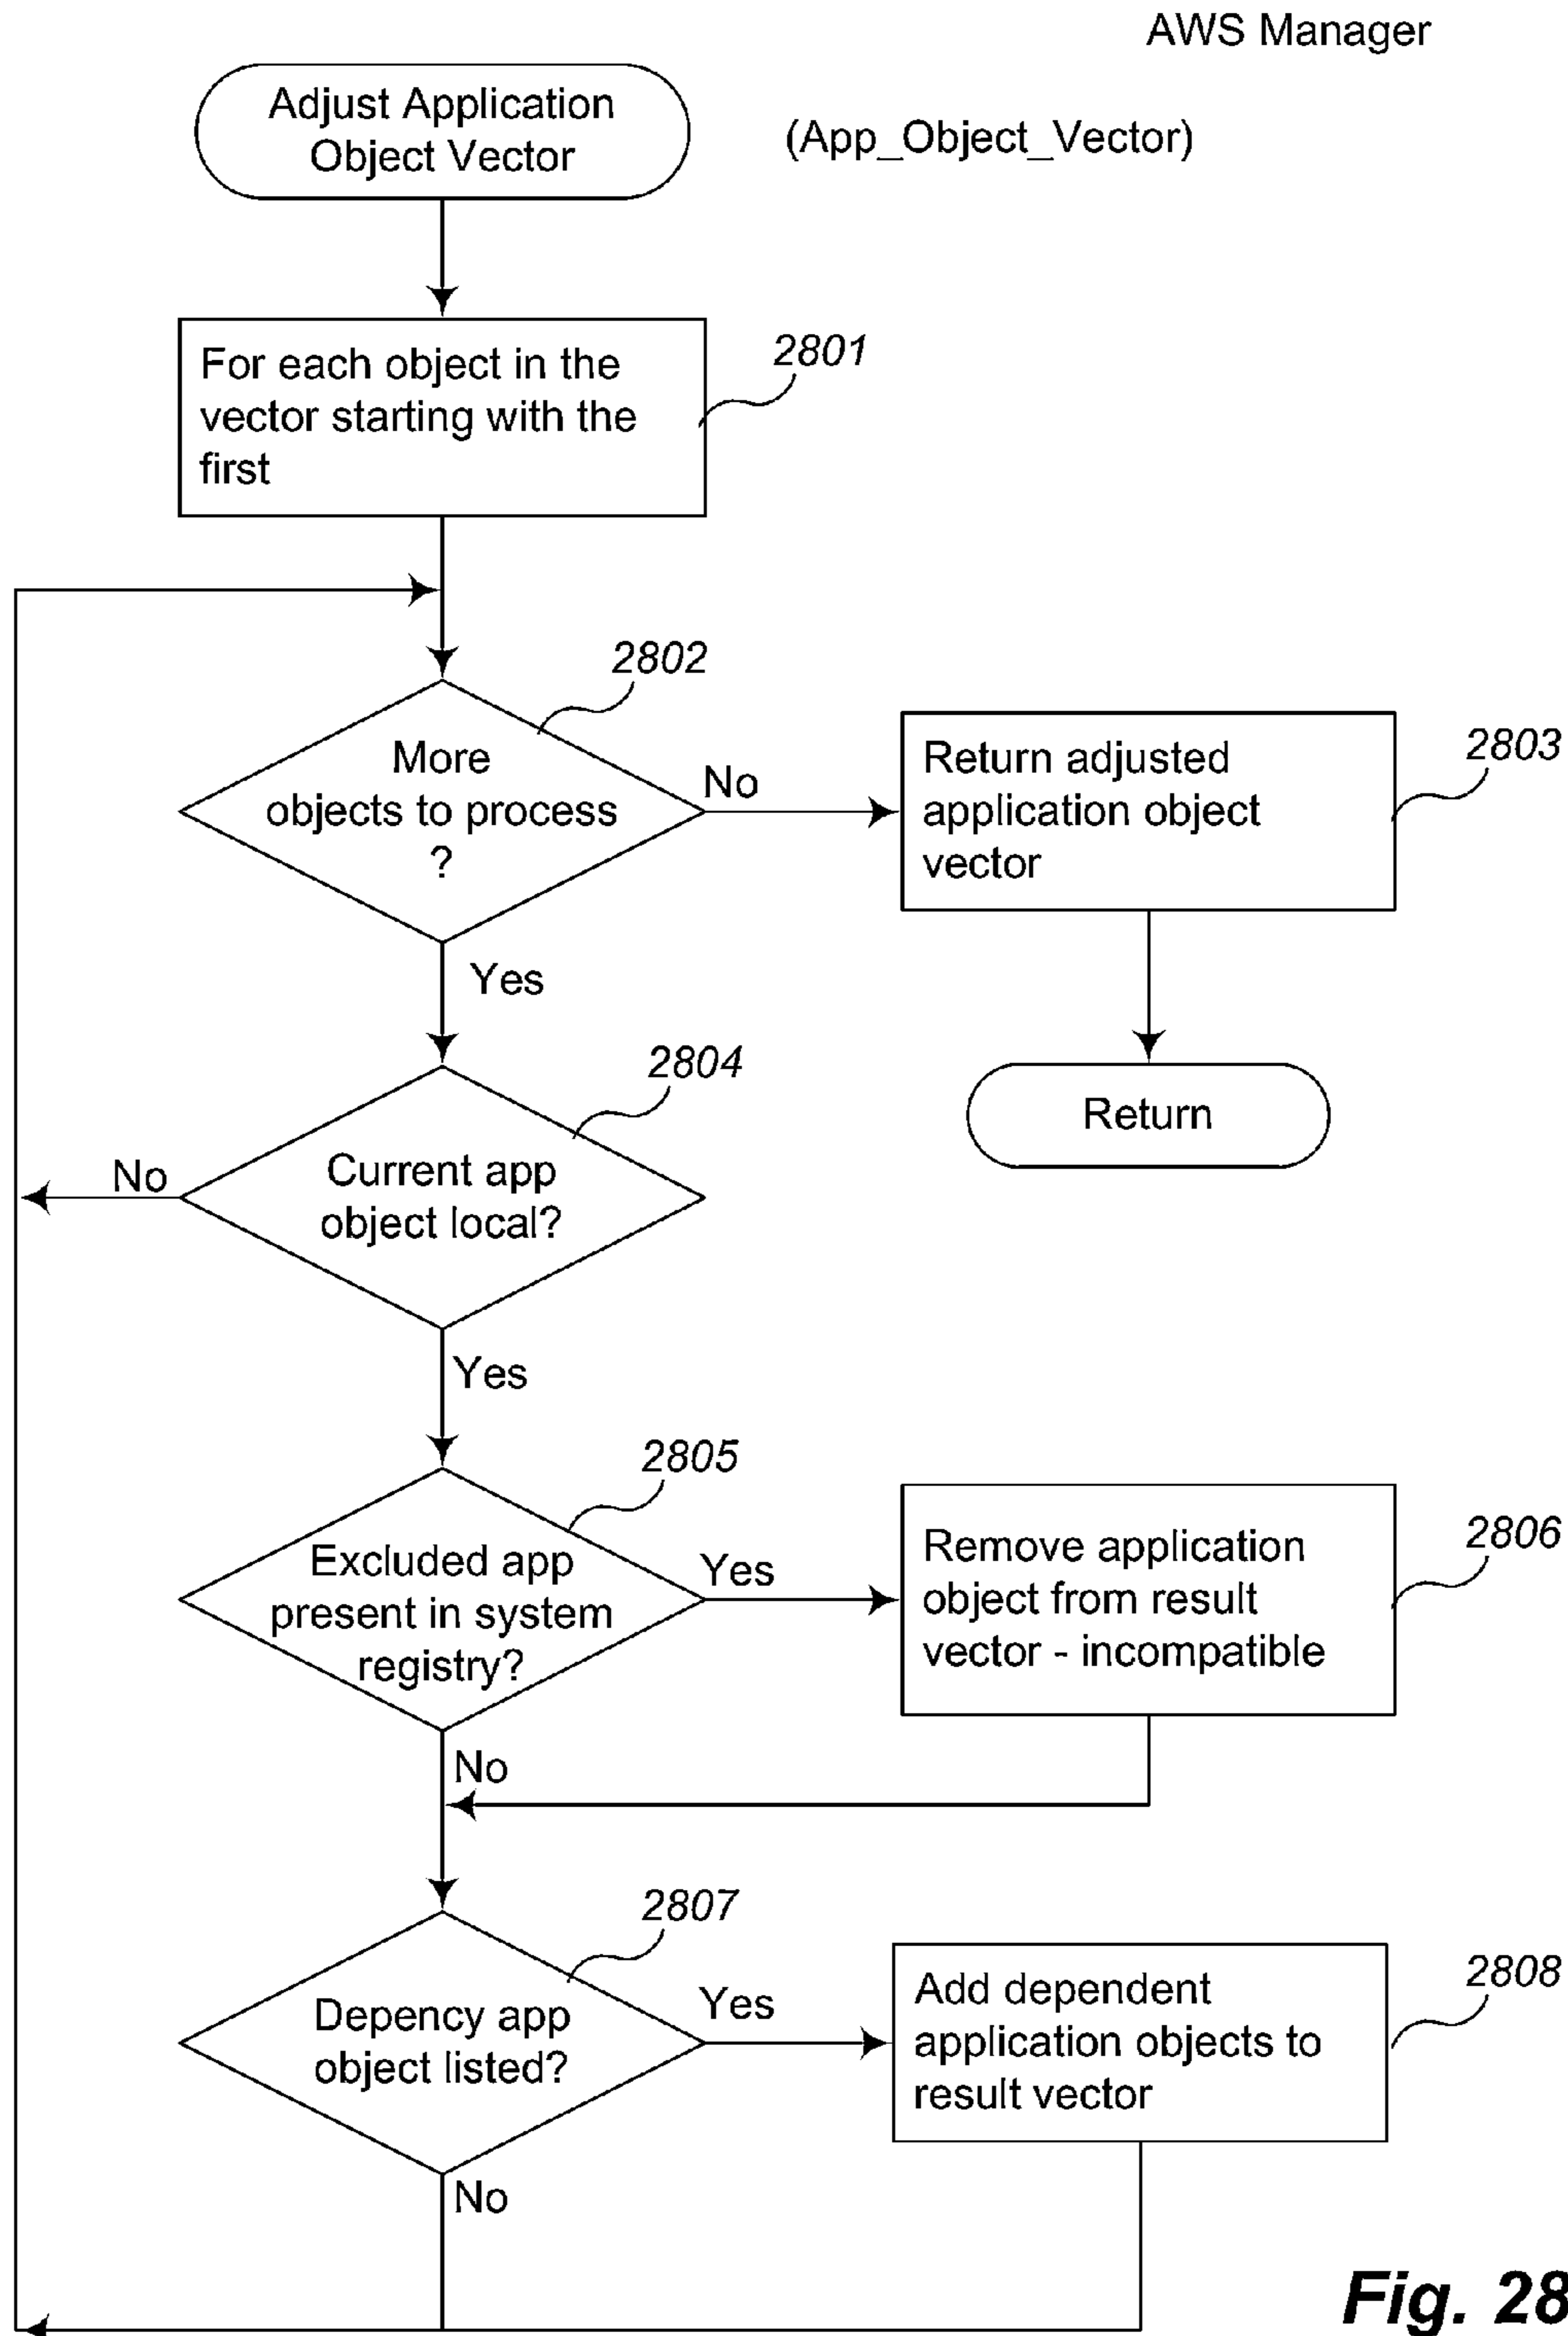 AWS Manager
Adjust Application
Object Vector
(App_Object_Vector)
2801
For each object in the
vector starting with the
first
2802
More
objects to process
?
No
2803
Return adjusted
application object
vector
Yes
2804
Return
No
Current app
object local?
Yes
2805
Excluded app
present in system
registry?
Yes
2806
Remove application
object from result
vector - incompatible
No
2807
Depency app
object listed?
Yes
2808
Add dependent
application objects to
result vector
No
Fig. 28